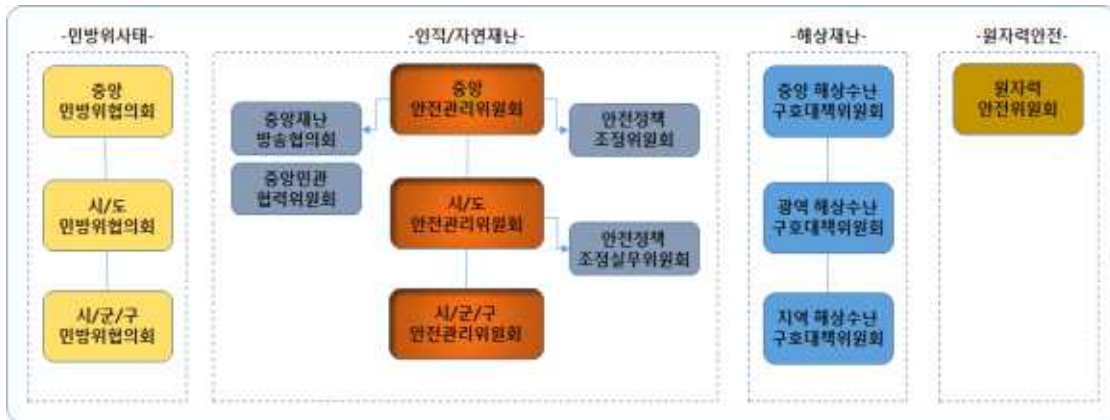 -민방위사태-
중앙
민방위협의회
시/도
민방위협의회
시/군/구
민방위협의회
-인적/자연재난-
중앙
안전관리위원회
중앙재난
방송협의회
중앙민관
협력위원회
안전정책
조정위원회
시/도
안전관리위원회
안전정책
조정실무위원회
시/군/구
안전관리위원회
-해상재난-
중앙 해상수난
구호대책위원회
광역 해상수난
구호대책위원회
지역 해상수난
구호대책위원회
-원자력안전-
원자력
안전위원회